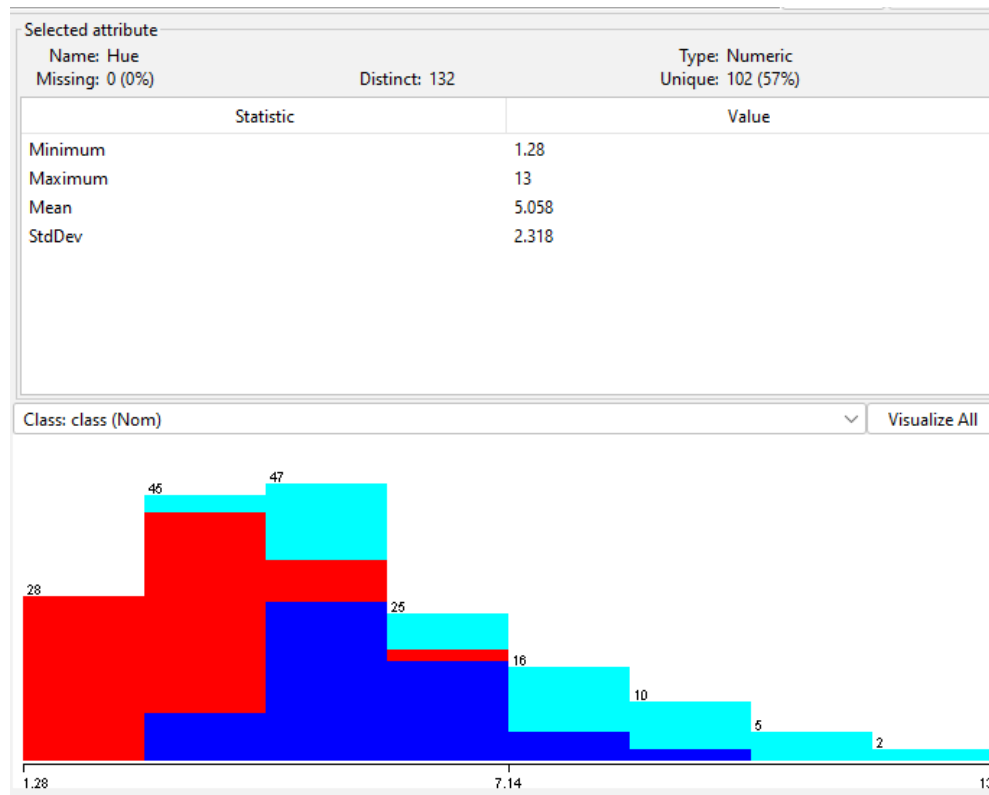 Selected attribute
Name: Hue Type: Numeric
Missing: 0 (0%) Distinct: 132 Unique: 102 (57%)
Statistic Value
Minimum 1.28
Maximum 13
Mean 5.058
StdDev 2.318
Class: class (Nom) Visualize All
47
45
28
25
16
10
5
2
1.28 7.14